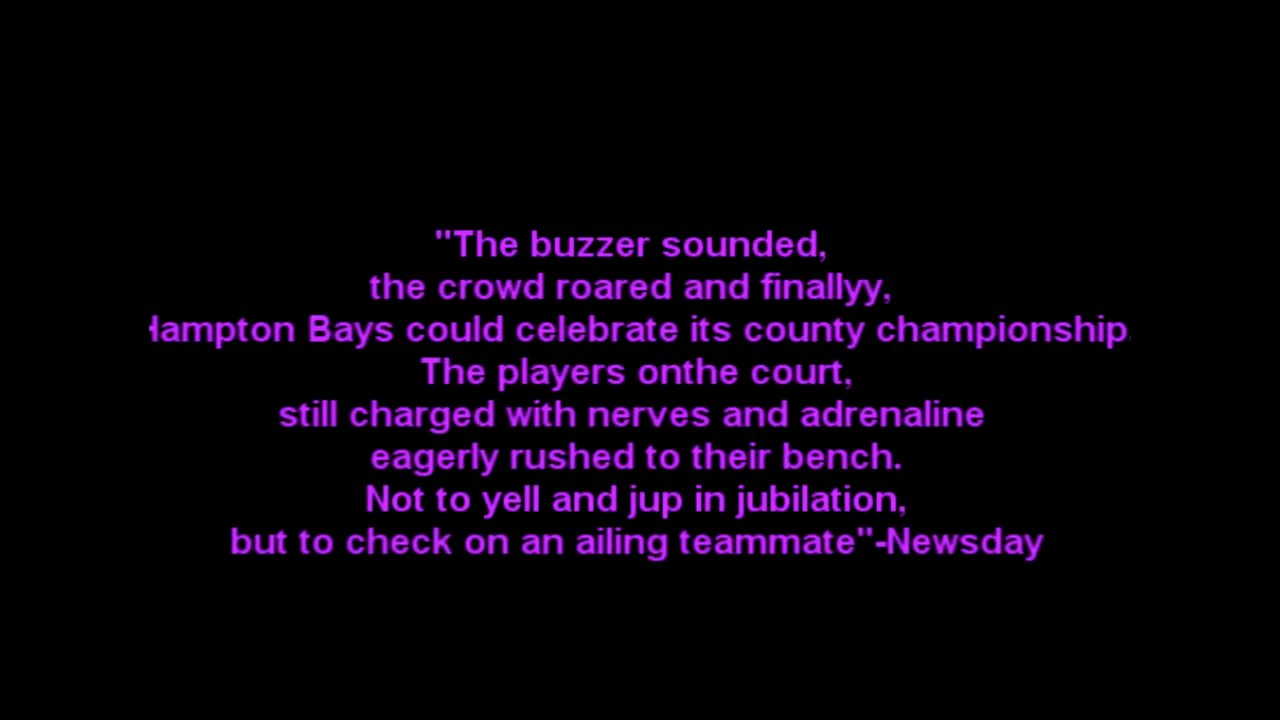 "The buzzer sounded,
the crowd roared and finallyy,
Hampton Bays could celebrate its county championship.
The players onthe court,
still charged with nerves and adrenaline
eagerly rushed to their bench.
Not to yell and jup in jubilation,
but to check on an ailing teammate"-Newsday